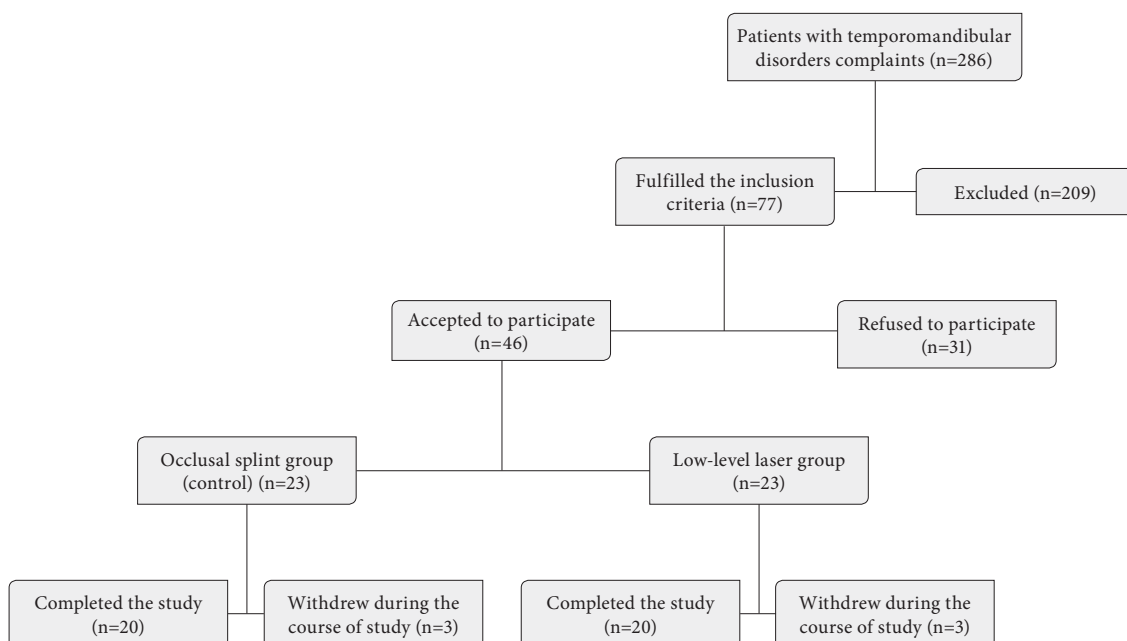 Patients with temporomandibular
disorders complaints (n=286)
Fulfilled the inclusion
criteria (n=77)
Excluded (n=209)
Accepted to participate
(n=46)
Refused to participate
(n=31)
Occlusal splint group
(control) (n=23)
Low-level laser group
(n=23)
Completed the study
(n=20)
Withdrew during the
course of study (n=3)
Completed the study
(n=20)
Withdrew during the
course of study (n=3)